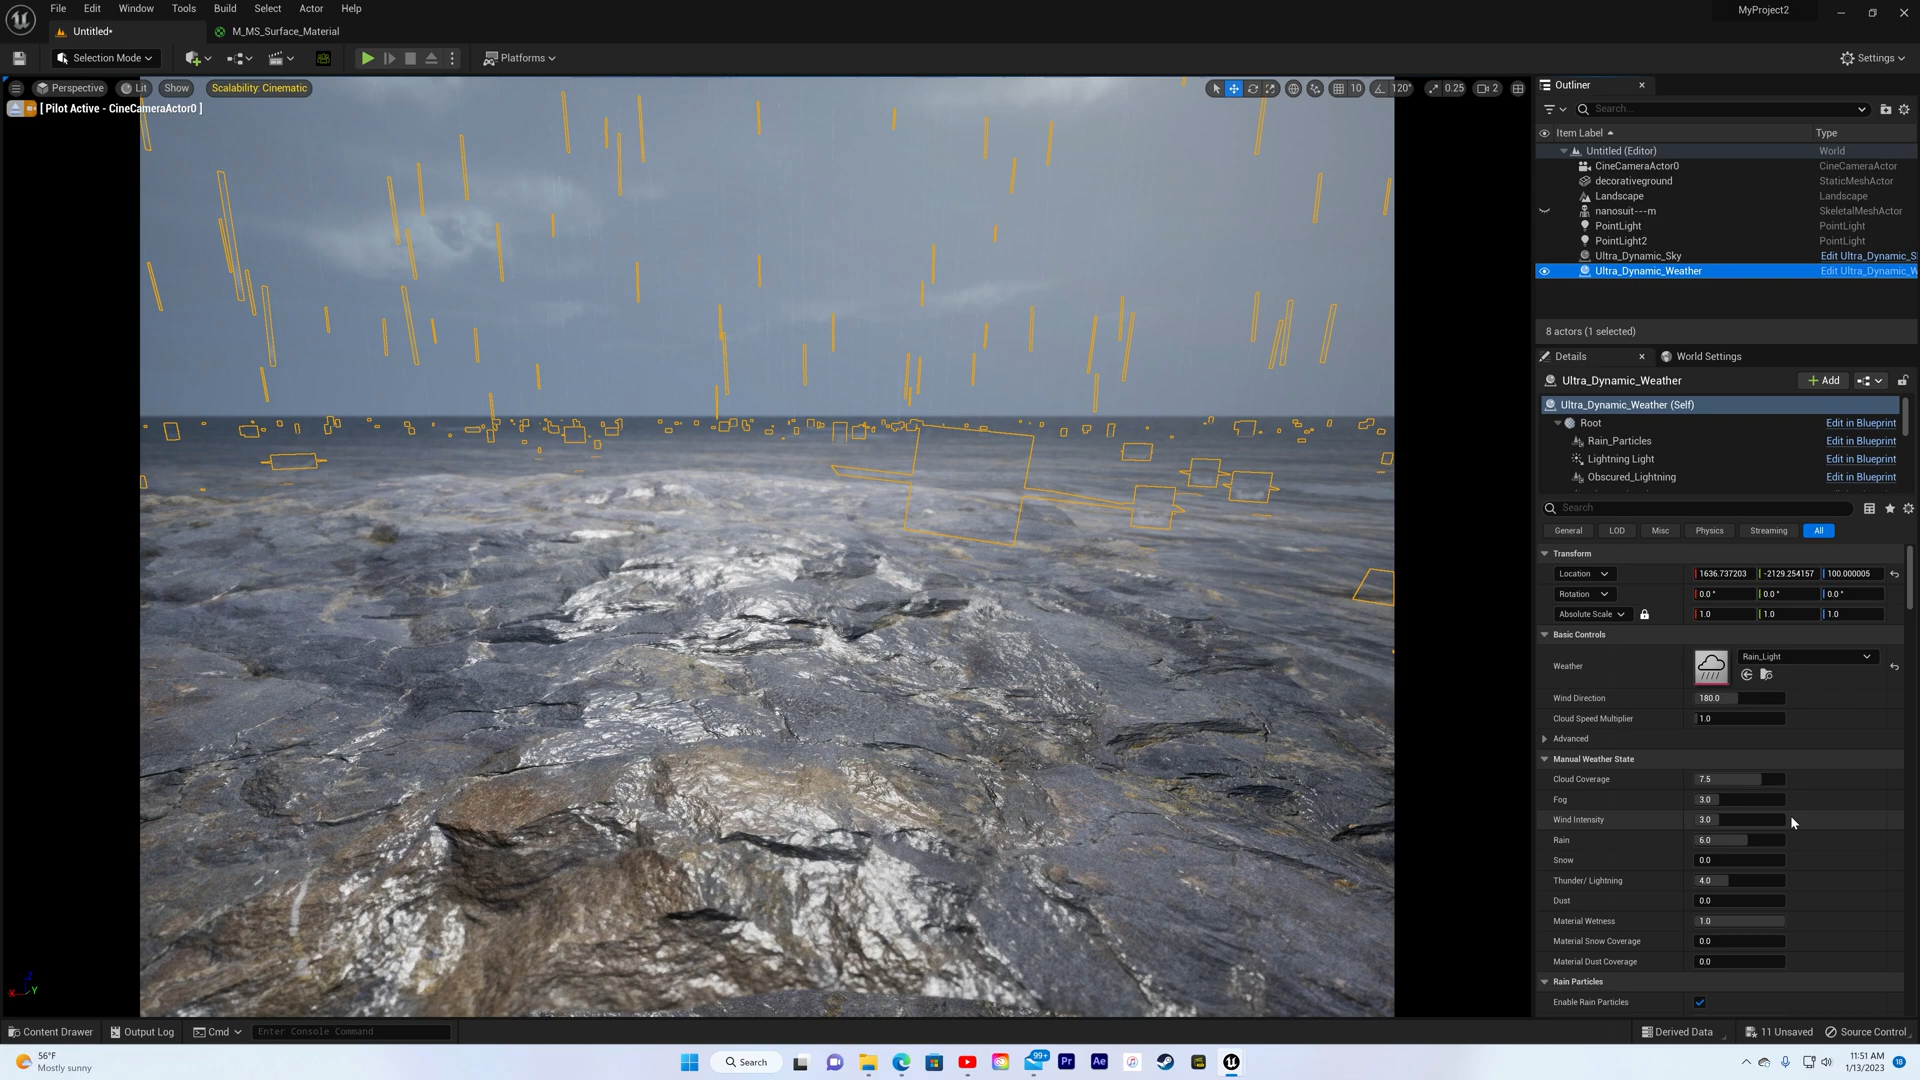 File Edit Window Tools Build Select Actor Help
MyProject2
Untitled*
M_MS_Surface_Material
Selection Mode
Platforms
Settings
Perspective
Lit
Show
Scalability: Cinematic
10
120°
0.25
2
[ Pilot Active - CineCameraActor0 ]
Outliner
Search...
Item Label
Type
Untitled (Editor) World
CineCameraActor0 CineCameraActor
decorativeground StaticMeshActor
Landscape Landscape
nanosuit---m SkeletalMeshActor
PointLight PointLight
PointLight2 PointLight
Ultra_Dynamic_Sky Edit Ultra_Dynamic_S
Ultra_Dynamic_Weather Edit Ultra_Dynamic_W
8 actors (1 selected)
Details
World Settings
Ultra_Dynamic_Weather
Add
Ultra_Dynamic_Weather (Self)
Root Edit in Blueprint
Rain_Particles Edit in Blueprint
Lightning Light Edit in Blueprint
Obscured_Lightning Edit in Blueprint
Search
General LOD Misc Physics Streaming All
Transform
Location 1636.737203 -2129.254157 100.000005
Rotation 0.0 ° 0.0 ° 0.0 °
Absolute Scale 1.0 1.0 1.0
Basic Controls
Weather Rain_Light
Wind Direction 180.0
Cloud Speed Multiplier 1.0
Advanced
Manual Weather State
Cloud Coverage 7.5
Fog 3.0
Wind Intensity 3.0
Rain 6.0
Snow 0.0
Thunder/ Lightning 4.0
Dust 0.0
Material Wetness 1.0
Material Snow Coverage 0.0
Material Dust Coverage 0.0
Rain Particles
Enable Rain Particles
Z
X Y
Content Drawer
Output Log
Cmd
Enter Console Command
Derived Data
11 Unsaved
Source Control
56°F
Mostly sunny
Search
99+
Pr
Ae
11:51 AM
1/13/2023
18